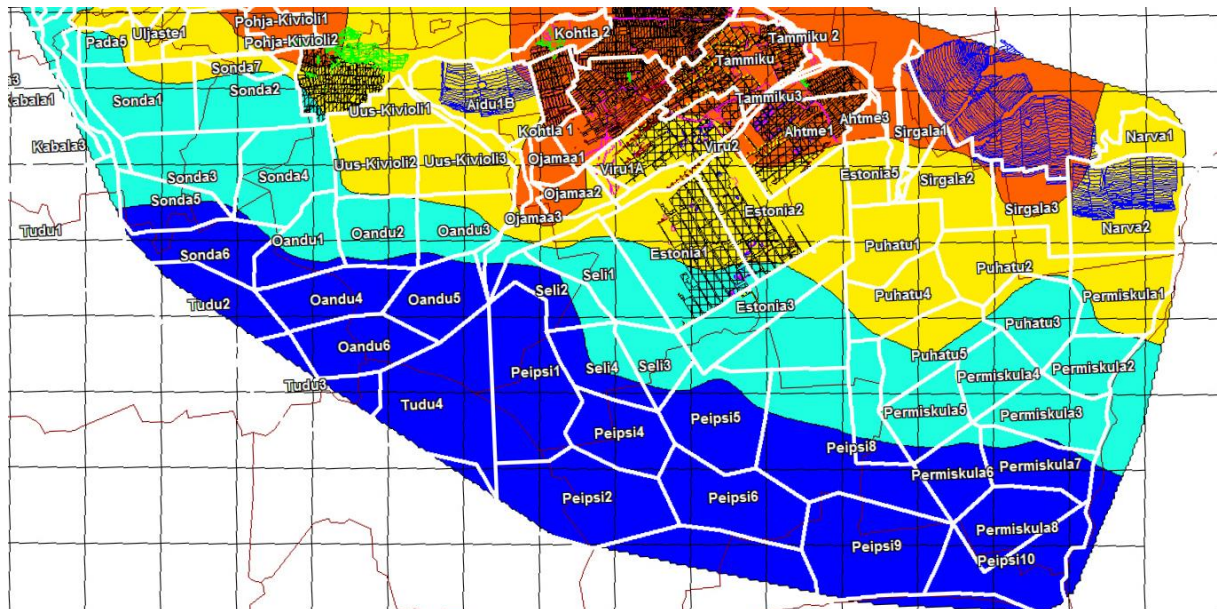 Pohja-Kivioli1
Uljaste1
Pada5
Pohja-Kivioli2
Kohtla 2
Tammiku 2
Tammiku
Sonda7
Sonda2
Sonda1
Kabala1
Uus-Kivioli1
Aidu1B
Tammiku3
Kohtla 1
Ahtme1
Ahtme3
Sirgala1
Narva1
Kabala3
Viru2
Ojamaa1
Uus-Kivioli2
Uus-Kivioli3
Viru1A
Estonia5
Sirgala2
Sonda3
Sonda4
Ojamaa2
Sonda5
Ojamaa3
Estonia2
Sirgala3
Narva2
Tudu1
Oandu1
Oandu2
Oandu3
Sonda6
Estonia1
Puhatu1
Puhatu2
Seli1
Seli2
Puhatu4
Permiskula1
Tudu2
Oandu4
Oandu5
Estonia3
Puhatu3
Oandu6
Puhatu5
Permiskula2
Peipsi1
Seli4
Seli3
Permiskula4
Tudu3
Tudu4
Permiskula5
Permiskula3
Peipsi4
Peipsi5
Peipsi8
Permiskula6
Permiskula7
Peipsi2
Peipsi6
Permiskula8
Peipsi9
Peipsi10